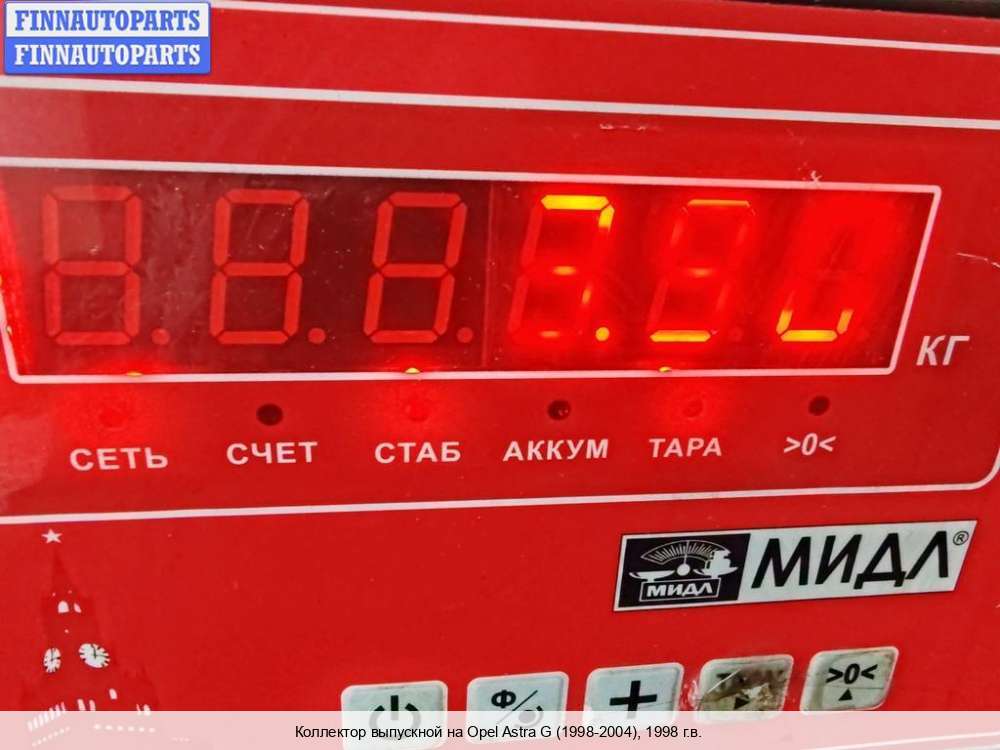 FINNAUTOPARTS
FINNAUTOPARTS
КГ
СЕТЬ СЧЕТ СТАБ АККУМ ТАРА >0<
МИДЛ МИДЛ®
Ф + >0<
Коллектор выпускной на Opel Astra G (1998-2004), 1998 г.в.